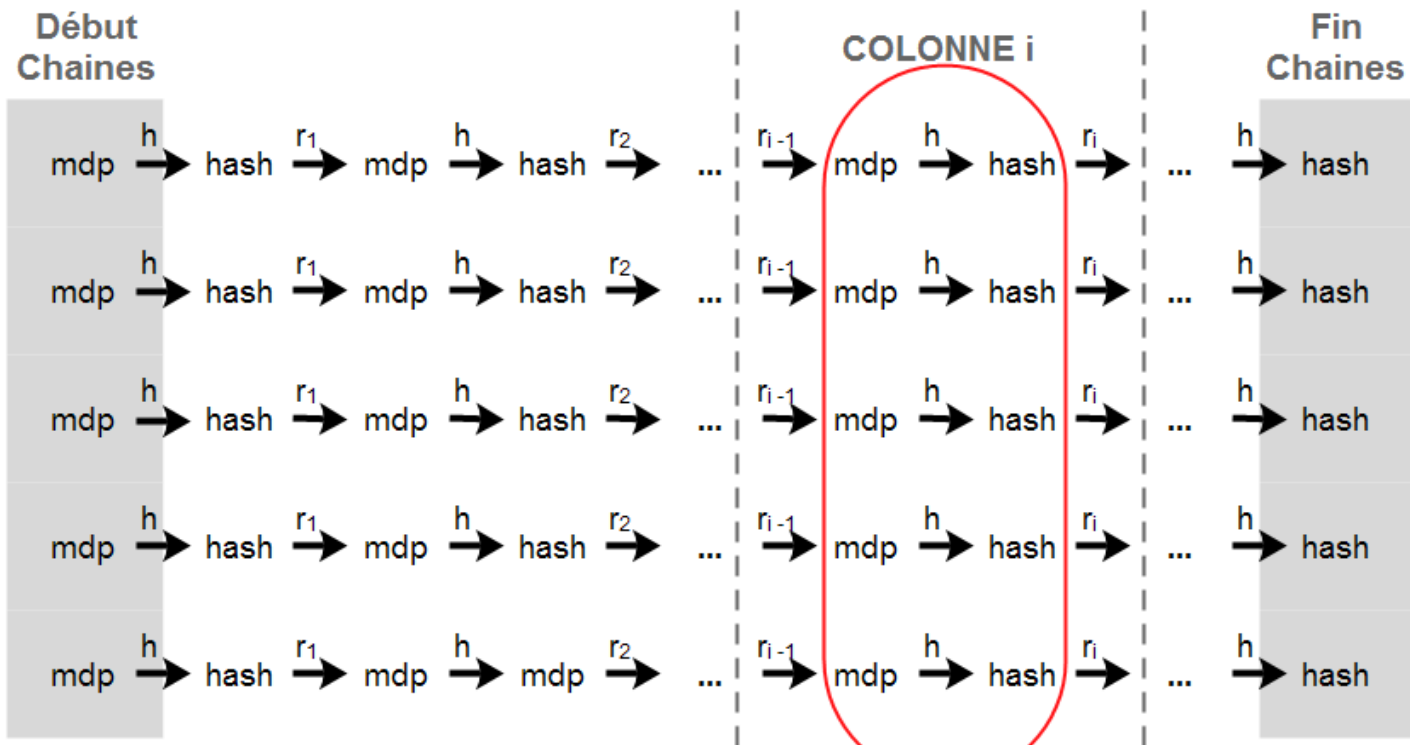 Début
Chaines
COLONNE i
Fin
Chaines
mdp h hash r1 mdp h hash r2 ... ri-1 mdp h hash ri ... h hash
mdp h hash r1 mdp h hash r2 ... ri-1 mdp h hash ri ... h hash
mdp h hash r1 mdp h hash r2 ... ri-1 mdp h hash ri ... h hash
mdp h hash r1 mdp h hash r2 ... ri-1 mdp h hash ri ... h hash
mdp h hash r1 mdp h mdp r2 ... ri-1 mdp h hash ri ... h hash